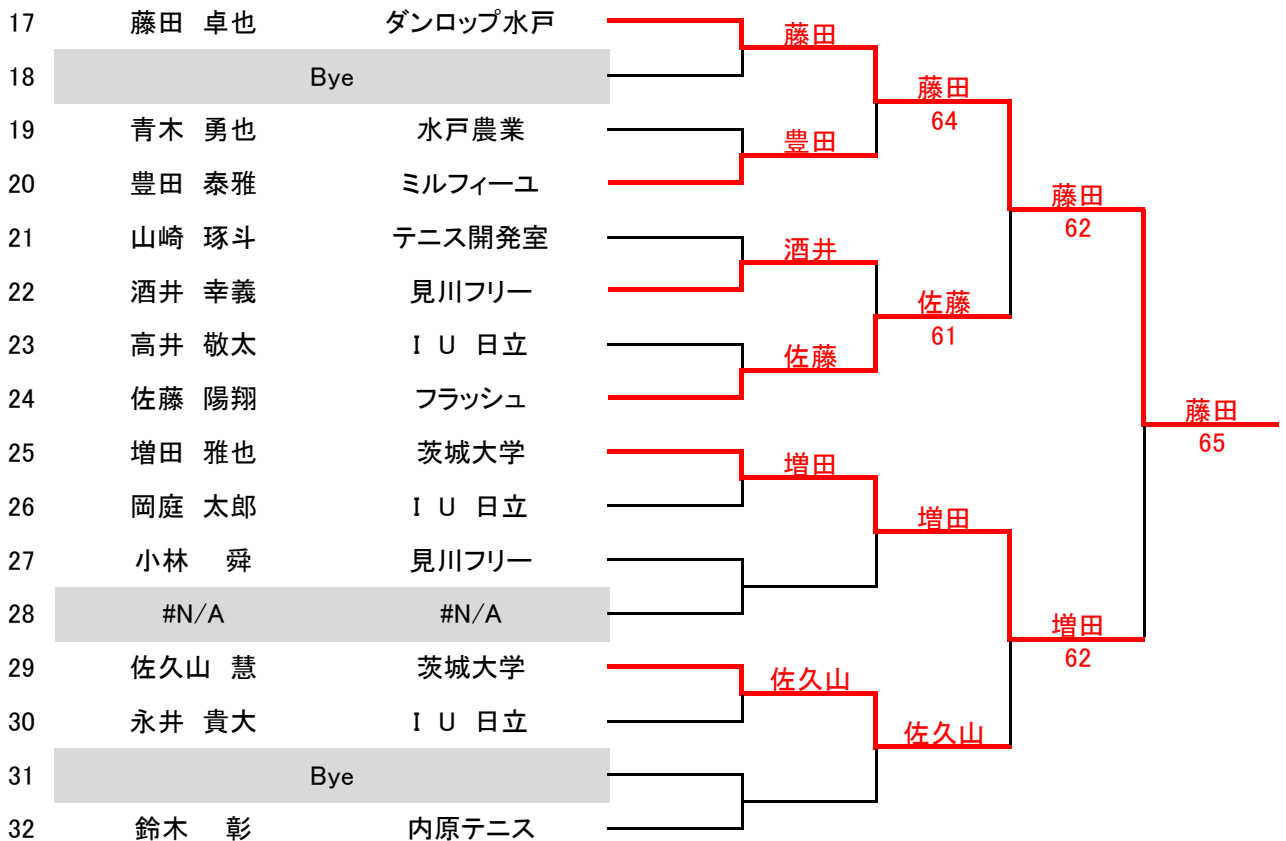 17 藤田 卓也 ダンロップ水戸
藤田
18 Bye
藤田
64
19 青木 勇也 水戸農業
豊田
20 豊田 泰雅 ミルフィーユ
藤田
62
21 山崎 琢斗 テニス開発室
酒井
22 酒井 幸義 見川フリー
佐藤
61
23 高井 敬太 I U 日立
佐藤
24 佐藤 陽翔 フラッシュ
藤田
65
25 増田 雅也 茨城大学
増田
26 岡庭 太郎 I U 日立
増田
27 小林 舜 見川フリー
28 #N/A #N/A
増田
62
29 佐久山 慧 茨城大学
佐久山
30 永井 貴大 I U 日立
佐久山
31 Bye
32 鈴木 彰 内原テニス